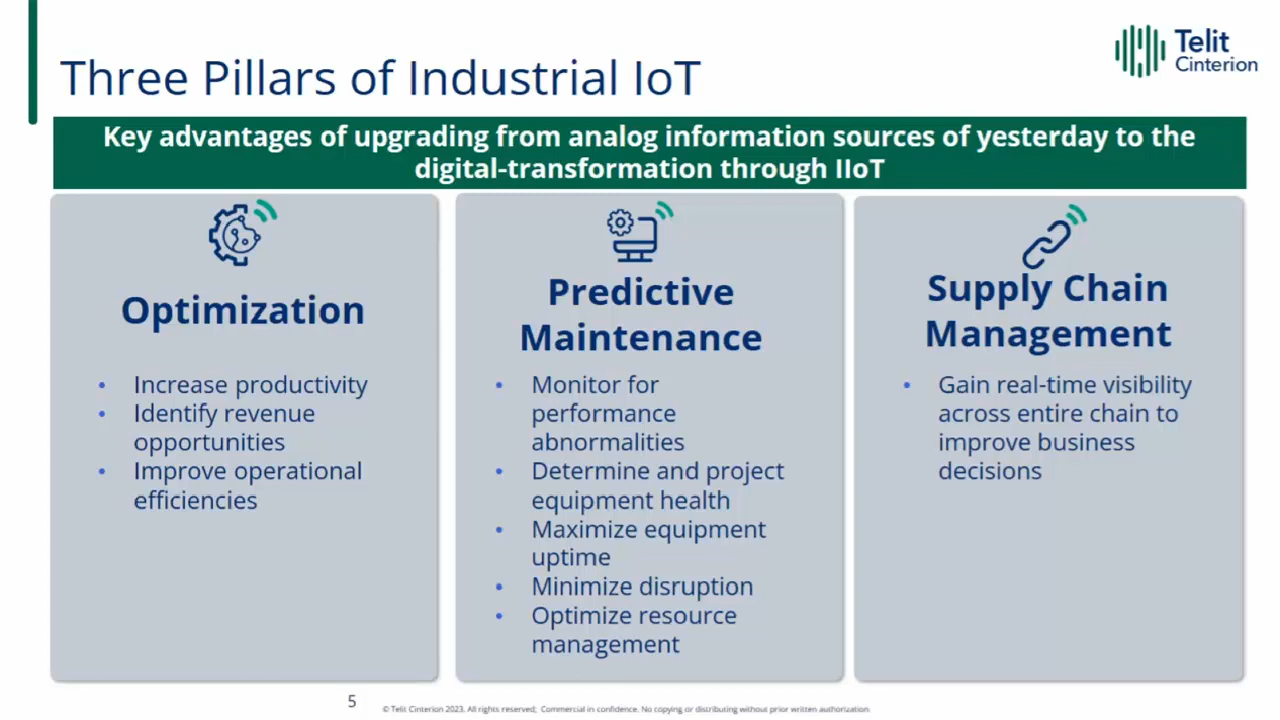 Telit
Cinterion
Three Pillars of Industrial IoT
Key advantages of upgrading from analog information sources of yesterday to the
digital-transformation through IIoT
Optimization
• Increase productivity
• Identify revenue
opportunities
• Improve operational
efficiencies
Predictive
Maintenance
• Monitor for
performance
abnormalities
• Determine and project
equipment health
• Maximize equipment
uptime
• Minimize disruption
• Optimize resource
management
Supply Chain
Management
• Gain real-time visibility
across entire chain to
improve business
decisions
5
© Telit Cinterion 2023. All rights reserved; Commercial in confidence. No copying or distributing without prior written authorization.